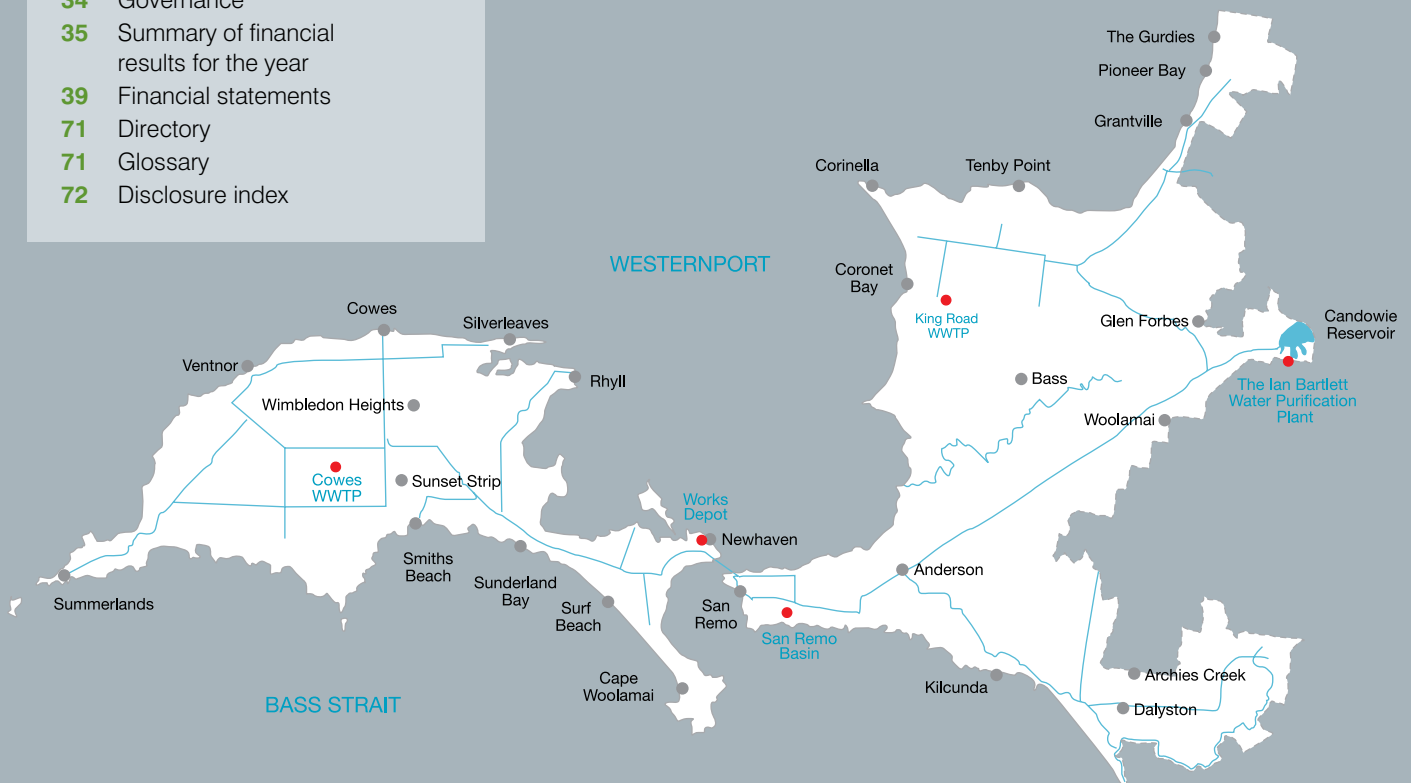 34 Governance
35 Summary of financial
results for the year
39 Financial statements
71 Directory
71 Glossary
72 Disclosure index
The Gurdies
Pioneer Bay
Grantville
Corinella
Tenby Point
WESTERNPORT
Coronet
Bay
King Road
WWTP
Glen Forbes
Candowie
Reservoir
The Ian Bartlett
Water Purification
Plant
Bass
Woolamai
Cowes
Silverleaves
Ventnor
Rhyll
Wimbledon Heights
Cowes
WWTP
Sunset Strip
Works
Depot
Newhaven
Smiths
Beach
Sunderland
Bay
Surf
Beach
Summerlands
San
Remo
San Remo
Basin
Anderson
Cape
Woolamai
Kilcunda
Archies Creek
Dalyston
BASS STRAIT